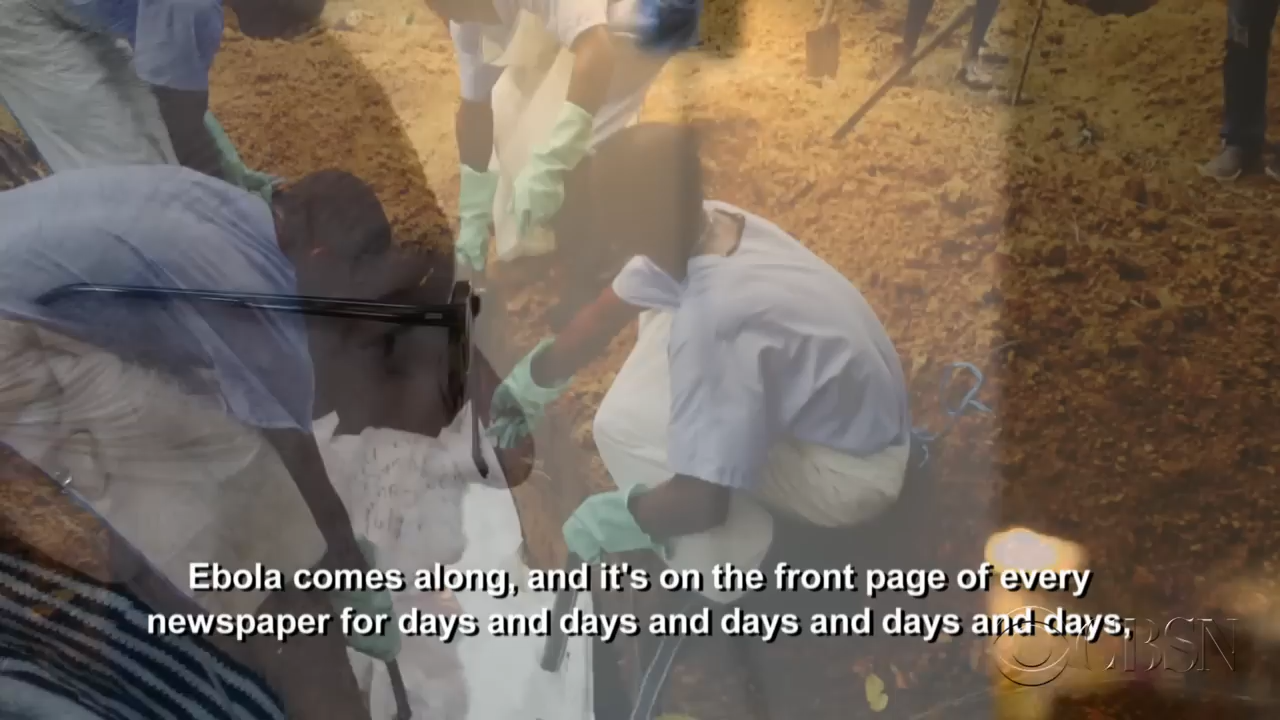 Ebola comes along, and it's on the front page of every
newspaper for days and days and days and days and days,
CBSN